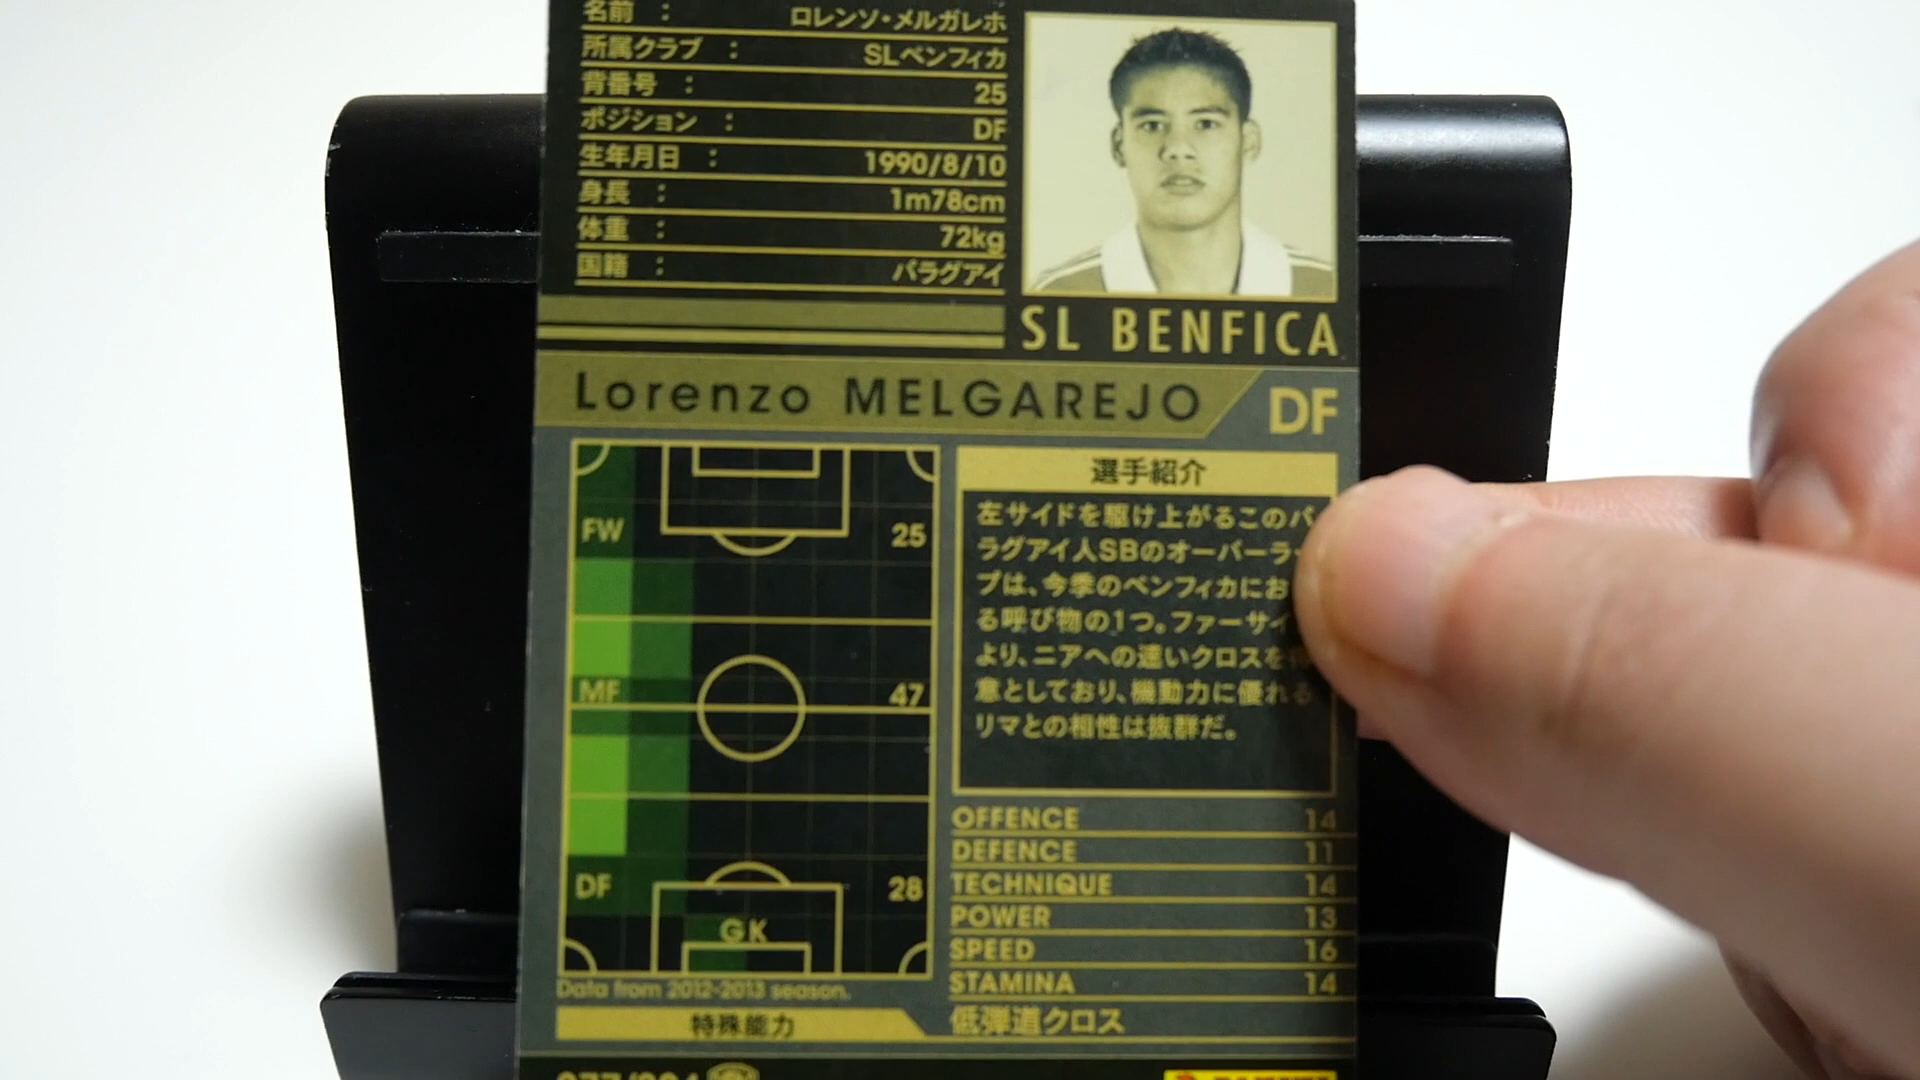 名前 : ロレンソ・メルガレホ
所属クラブ : SLベンフィカ
背番号 : 25
ポジション : DF
生年月日 : 1990/8/10
身長 : 1m78cm
体重 : 72kg
国籍 : パラグアイ
SL BENFICA
Lorenzo MELGAREJO DF
FW 25
MF 47
DF 28
GK
Data from 2012-2013 season.
選手紹介
左サイドを駆け上がるこのパ
ラグアイ人SBのオーバーラ
プは、今季のベンフィカにお
る呼び物の1つ。ファーサイ
より、ニアへの速いクロスを
意としており、機動力に優れる
リマとの相性は抜群だ。
OFFENCE 14
DEFENCE 11
TECHNIQUE 14
POWER 13
SPEED 16
STAMINA 14
特殊能力 低弾道クロス